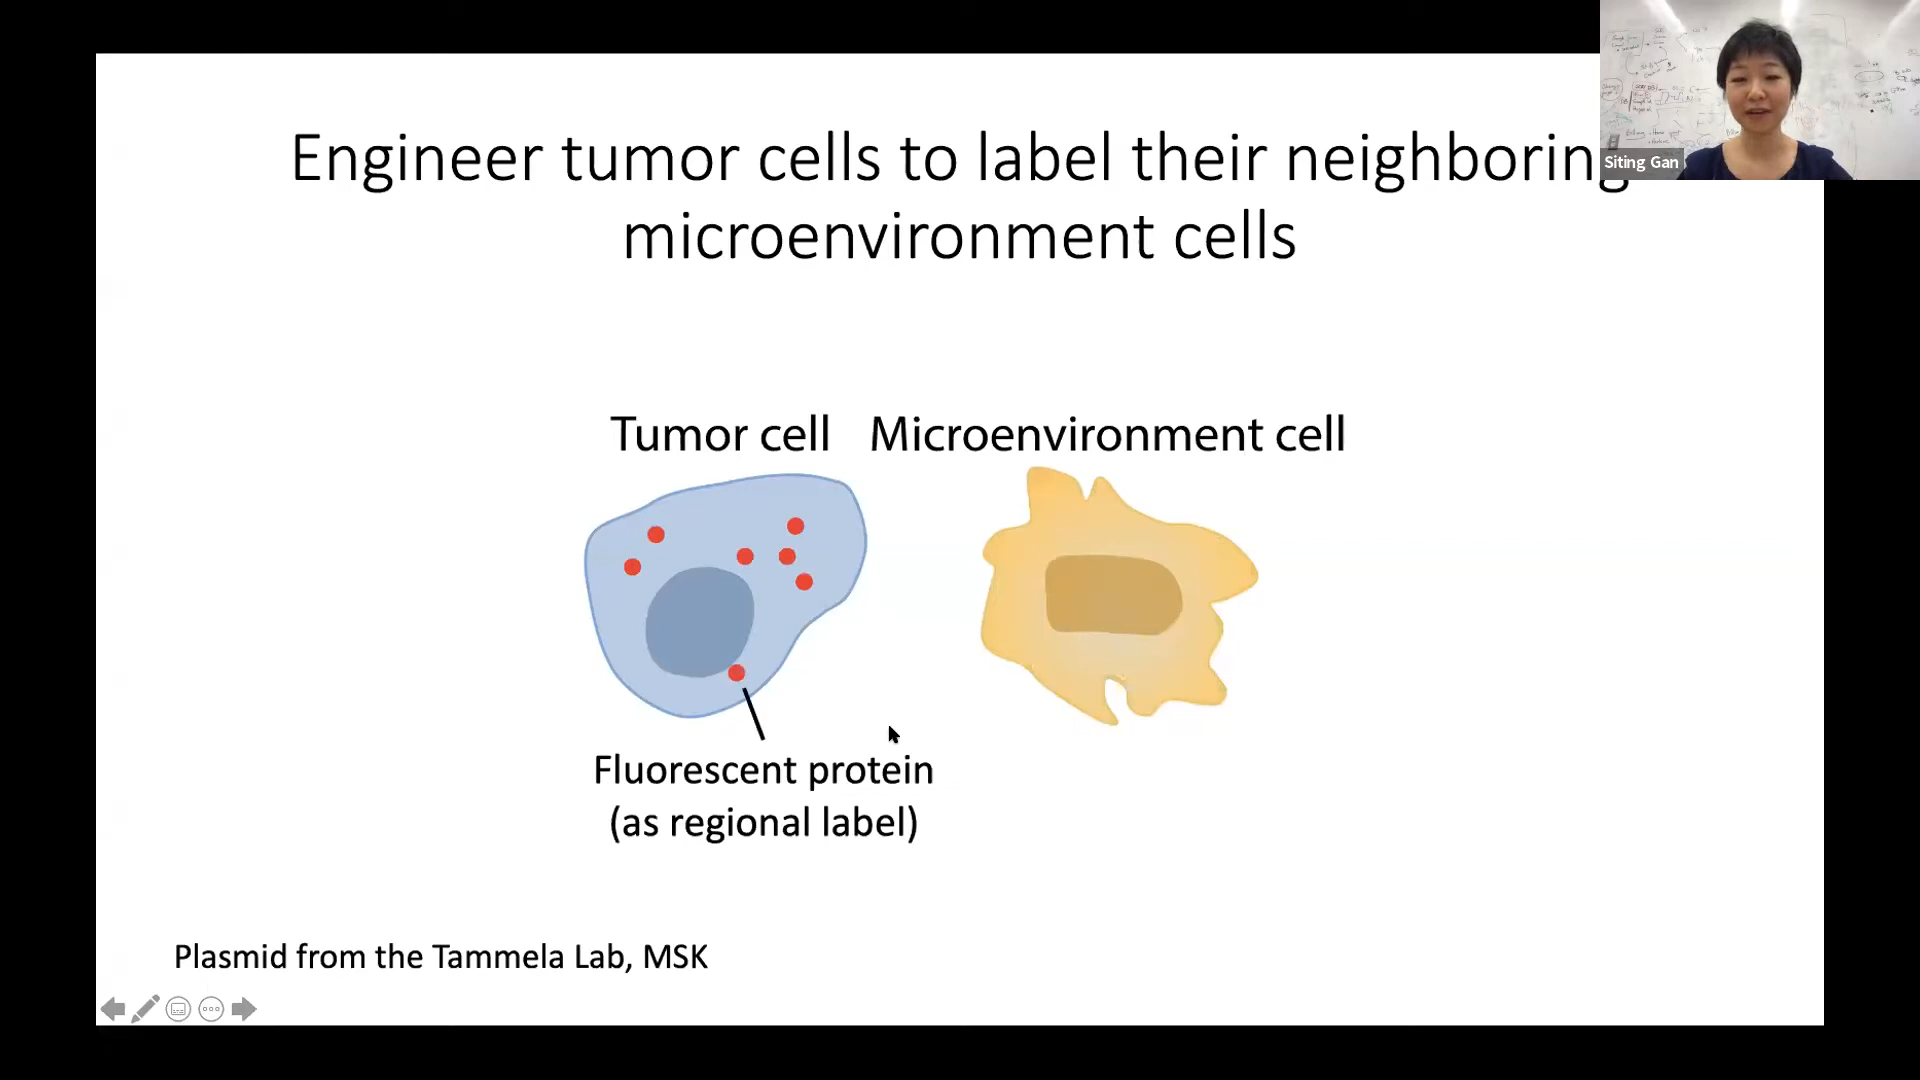 Engineer tumor cells to label their neighboring
microenvironment cells
Siting Gan
Tumor cell
Microenvironment cell
Fluorescent protein
(as regional label)
Plasmid from the Tammela Lab, MSK